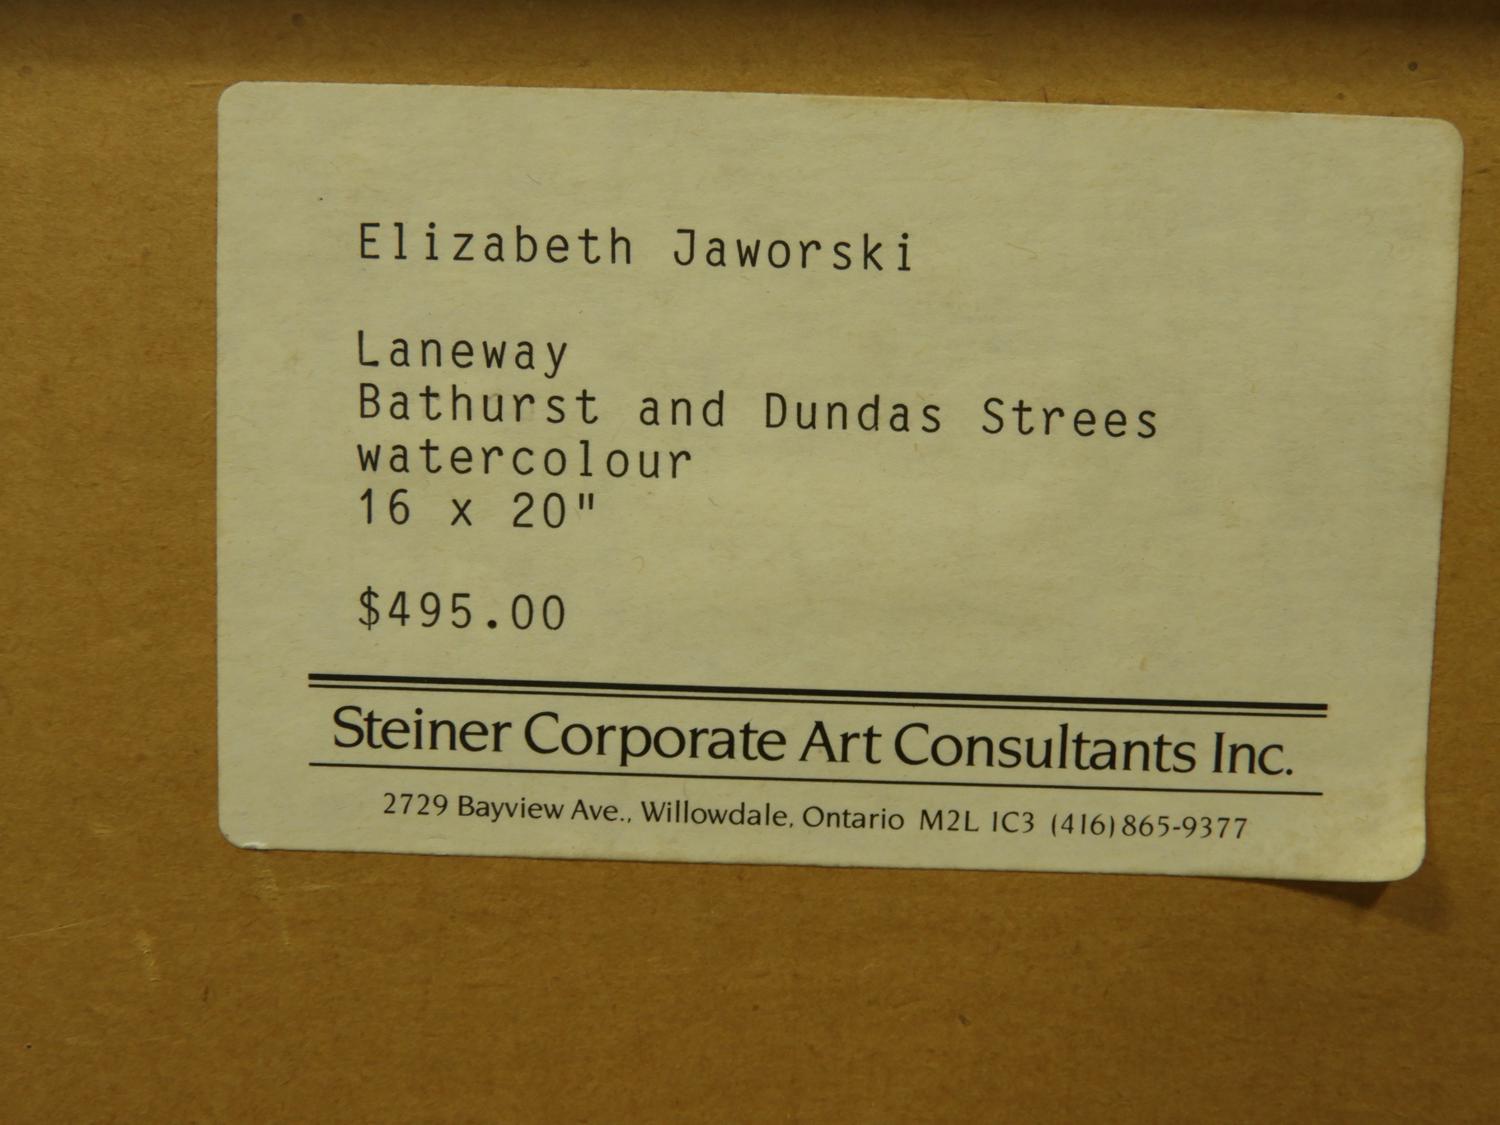 Elizabeth Jaworski
Laneway
Bathurst and Dundas Strees
watercolour
16 x 20"
$495.00
Steiner Corporate Art Consultants Inc.
2729 Bayview Ave., Willowdale, Ontario M2L 1C3 (416) 865-9377